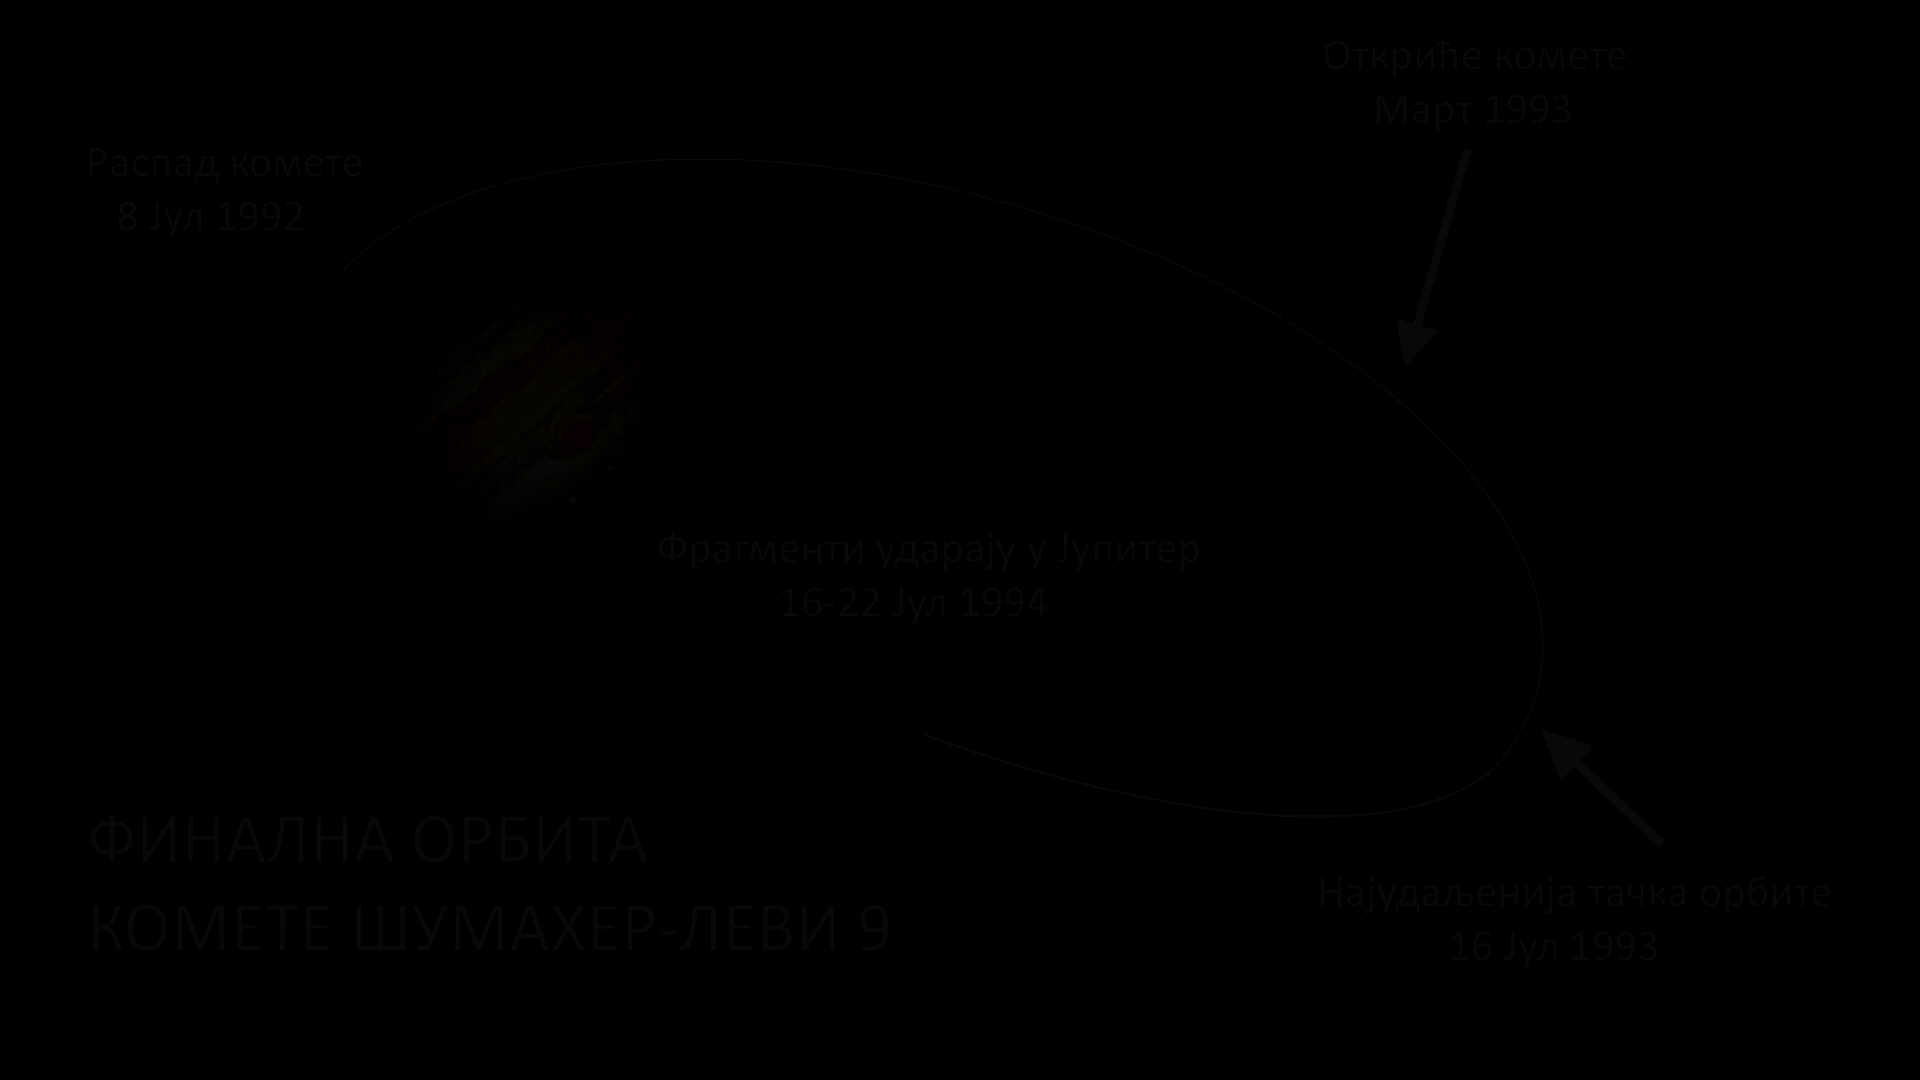 Откриће комете
Март 1993
Распад комете
8 Јул 1992
Фрагменти ударају у Јупитер
16-22 Јул 1994
ФИНАЛНА ОРБИТА
КОМЕТЕ ШУМАХЕР-ЛЕВИ 9
Најудаљенија тачка орбите
16 Јул 1993